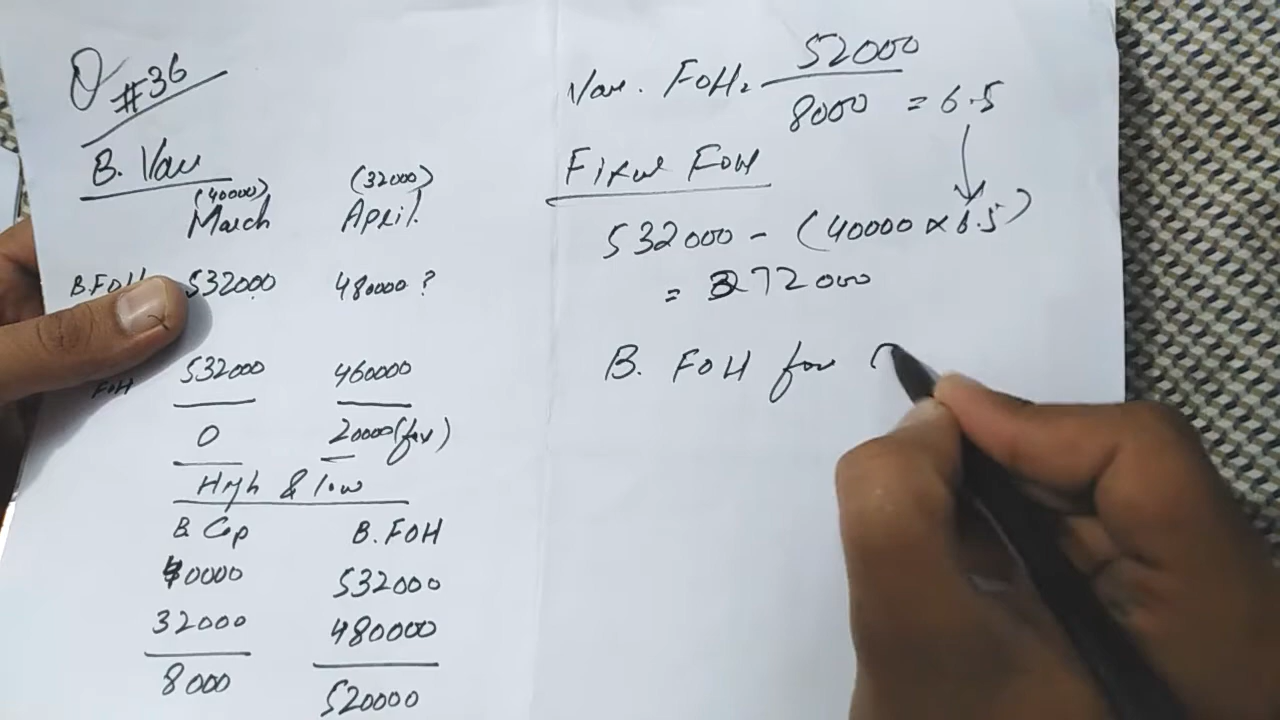 Q #36
B. Var
(40000) (32000)
March April.
B.FOH 532000 480000 ?
532000 460000
FOH
0 20000 (fav)
High & low
B. Cap B. FOH
40000 532000
32000 480000
8000 520000
Var. FOH = 52000
8000 = 6.5
Fixed FOH
532000 - (40000 × 6.5)
= 272000
B. FOH for